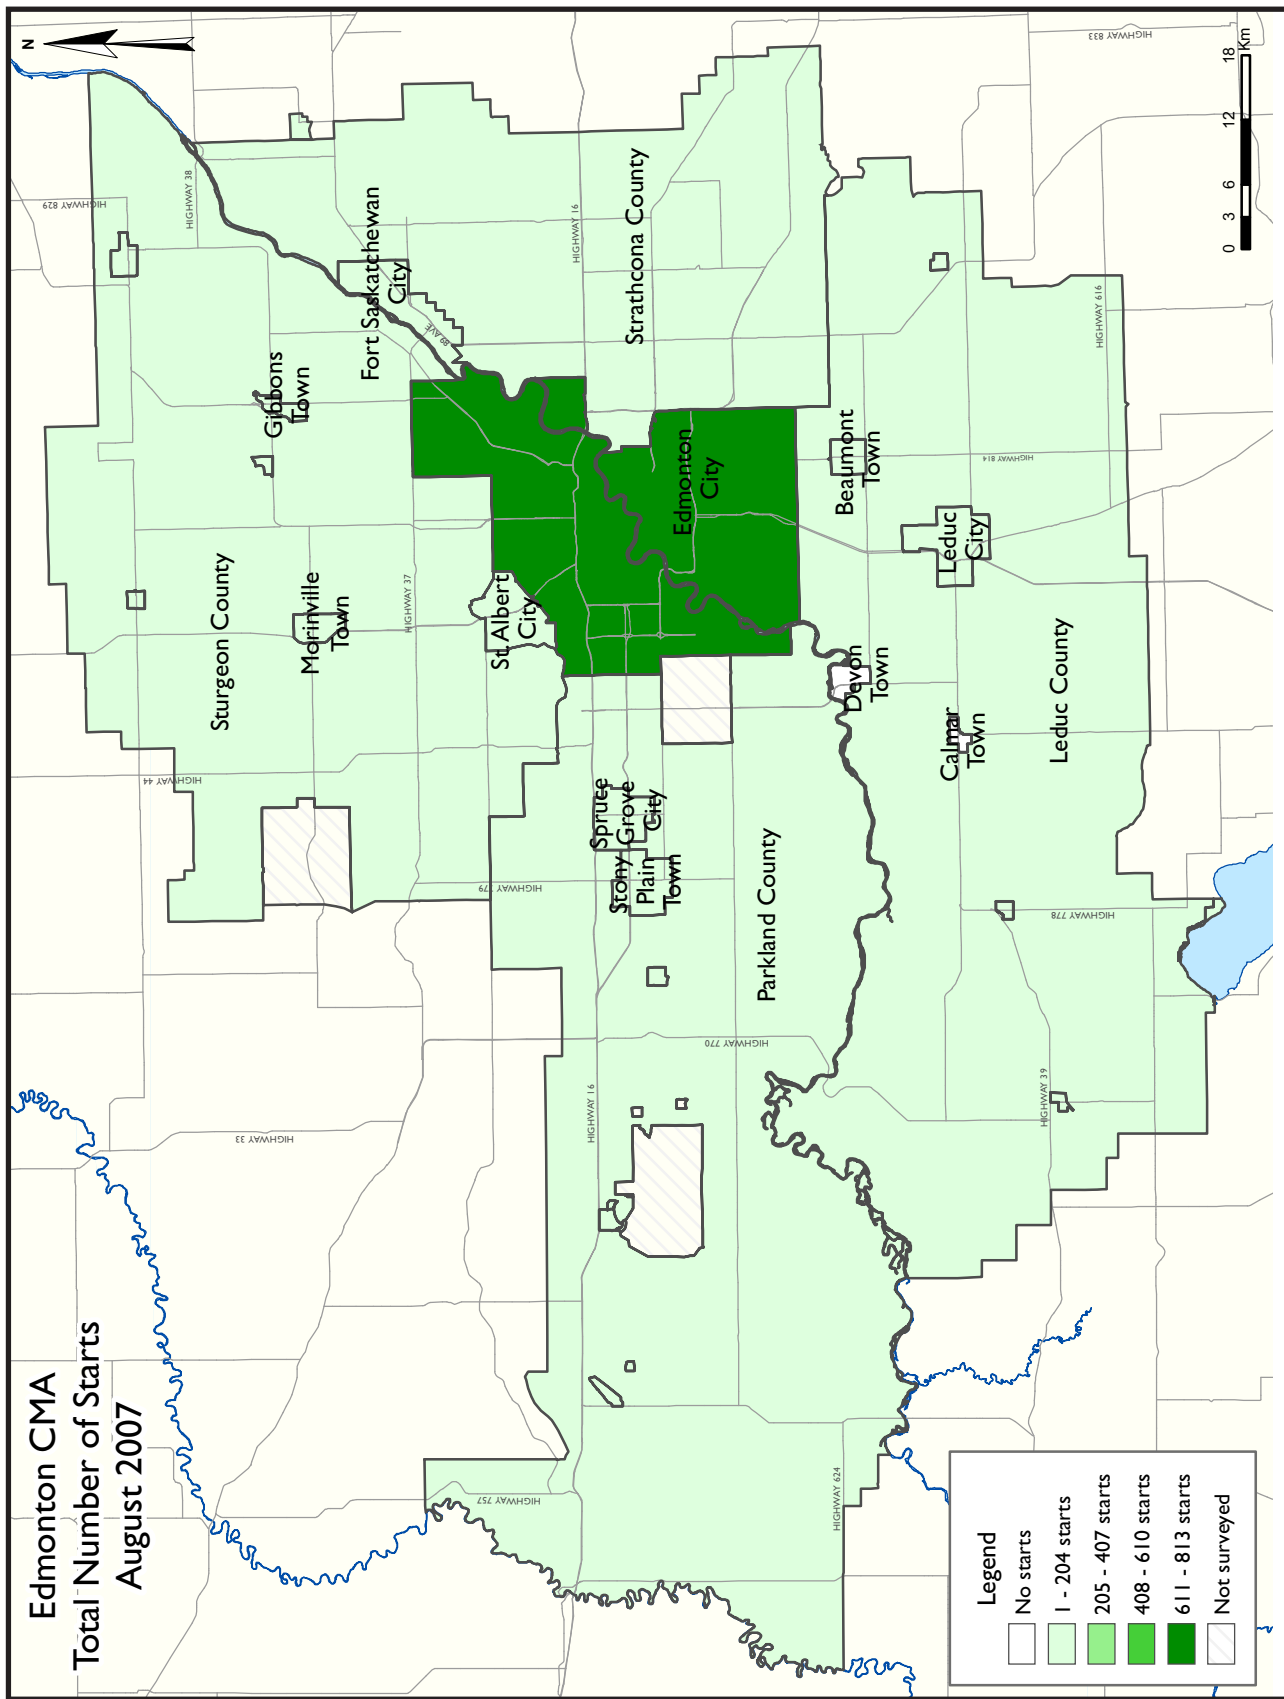 Edmonton CMA
Total Number of Starts
August 2007
N
HIGHWAY 833
HIGHWAY 829
HIGHWAY 38
HIGHWAY 44
HIGHWAY 33
HIGHWAY 37
HIGHWAY 779
HIGHWAY 757
HIGHWAY 16
HIGHWAY 16
89 AVE
HIGHWAY 770
HIGHWAY 624
HIGHWAY 814
HIGHWAY 616
HIGHWAY 778
HIGHWAY 39
Sturgeon County
Gibbons
Town
Morinville
Town
Fort Saskatchewan
City
St. Albert
City
Strathcona County
Edmonton
City
Spruce
Grove
City
Stony
Plain
Town
Parkland County
Beaumont
Town
Devon
Town
Leduc
City
Calmar
Town
Leduc County
Legend
No starts
1 - 204 starts
205 - 407 starts
408 - 610 starts
611 - 813 starts
Not surveyed
0 3 6 12 18
Km